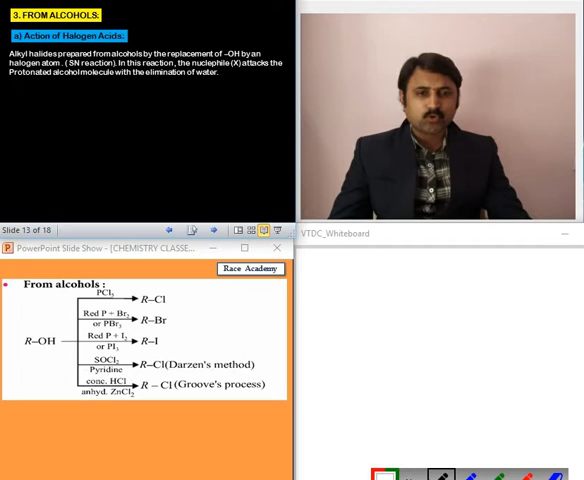 3. FROM ALCOHOLS:
a) Action of Halogen Acids:
Alkyl halides prepared from alcohols by the replacement of –OH by an
halogen atom . ( SN reaction). In this reaction, the nuclephile (X) attacks the
Protonated alcohol molecule with the elimination of water.
Slide 13 of 18
VTDC_Whiteboard
PowerPoint Slide Show - [CHEMISTRY CLASSE...
Race Academy
From alcohols :
PCl5
R–Cl
Red P + Br2
or PBr3
R–Br
R–OH
Red P + I2
or PI3
R–I
SOCl2
Pyridine
R–Cl (Darzen's method)
conc. HCl
anhyd. ZnCl2
R – Cl (Groove's process)